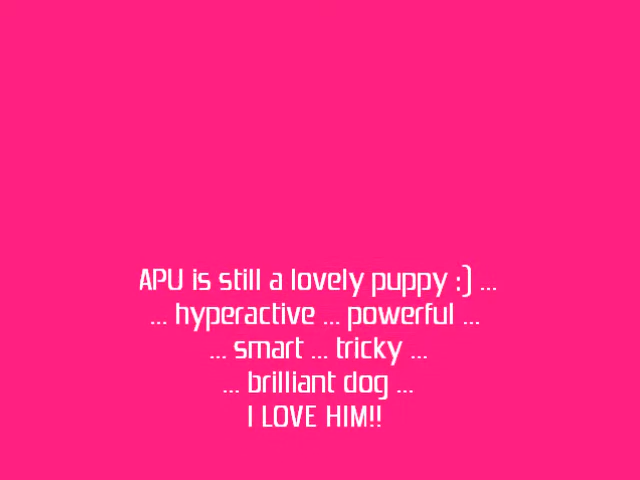 APU is still a lovely puppy :) ...
... hyperactive ... powerful ...
... smart ... tricky ...
... brilliant dog ...
I LOVE HIM!!